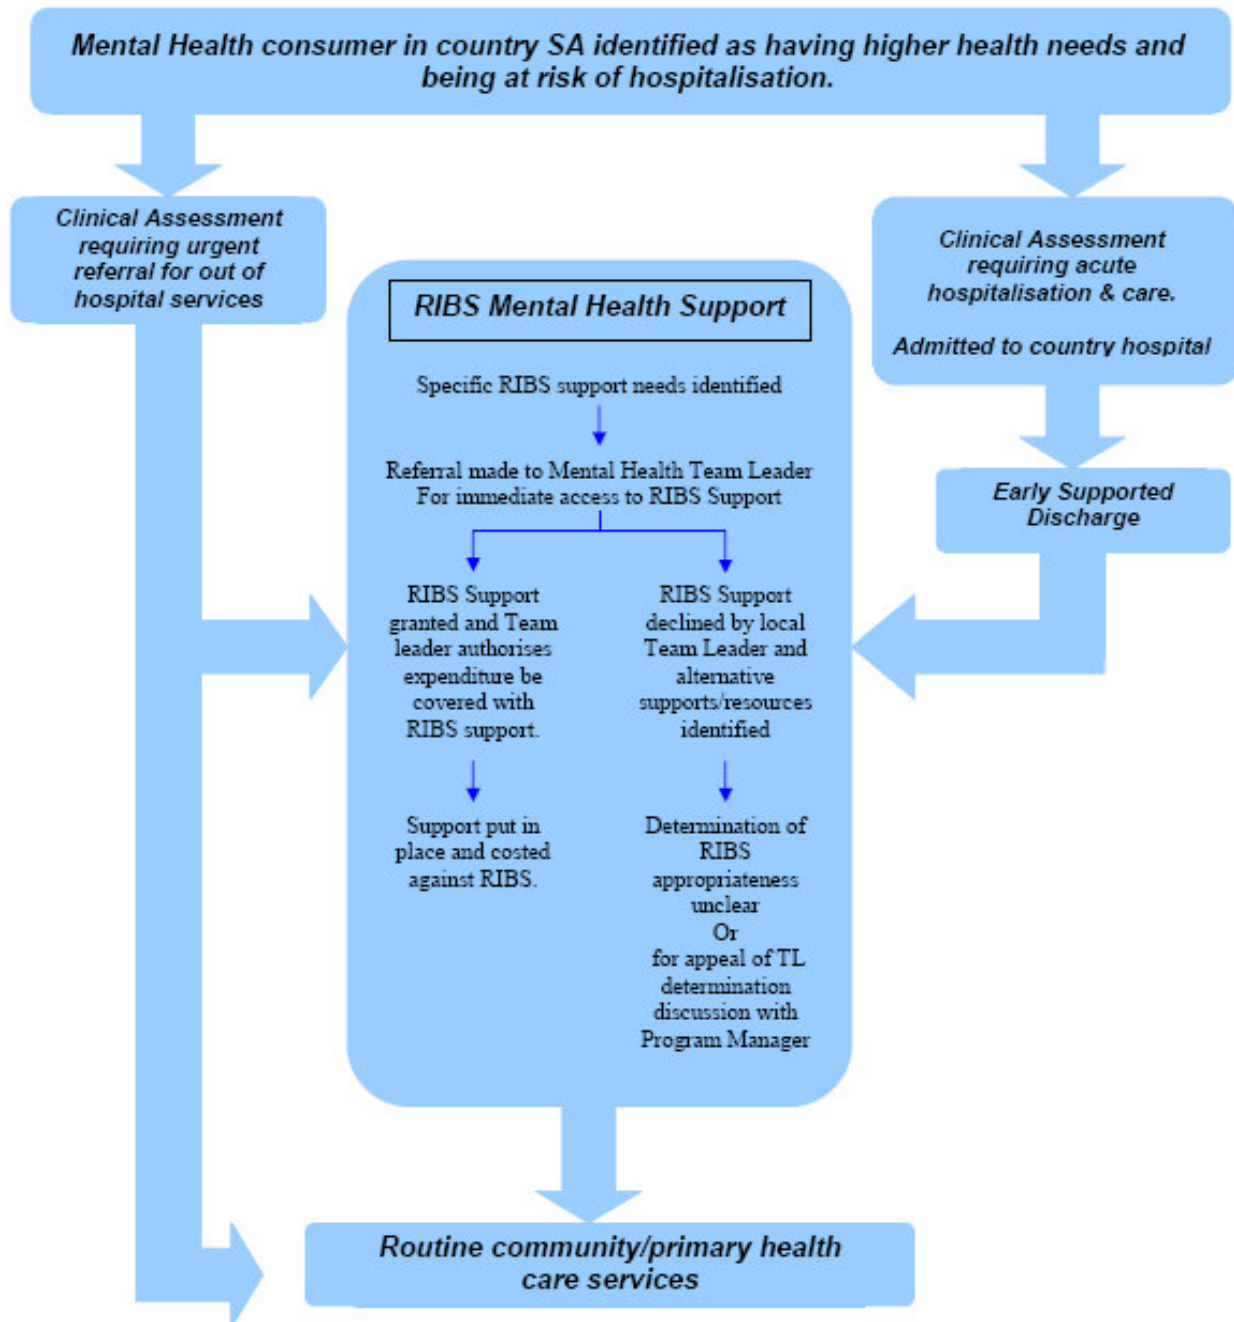 Mental Health consumer in country SA identified as having higher health needs and
being at risk of hospitalisation.
Clinical Assessment
requiring urgent
referral for out of
hospital services
Clinical Assessment
requiring acute
hospitalisation & care.
Admitted to country hospital
Early Supported
Discharge
RIBS Mental Health Support
Specific RIBS support needs identified
Referral made to Mental Health Team Leader
For immediate access to RIBS Support
RIBS Support
granted and Team
leader authorises
expenditure be
covered with
RIBS support.
Support put in
place and costed
against RIBS.
RIBS Support
declined by local
Team Leader and
alternative
supports/resources
identified
Determination of
RIBS
appropriateness
unclear
Or
for appeal of TL
determination
discussion with
Program Manager
Routine community/primary health
care services